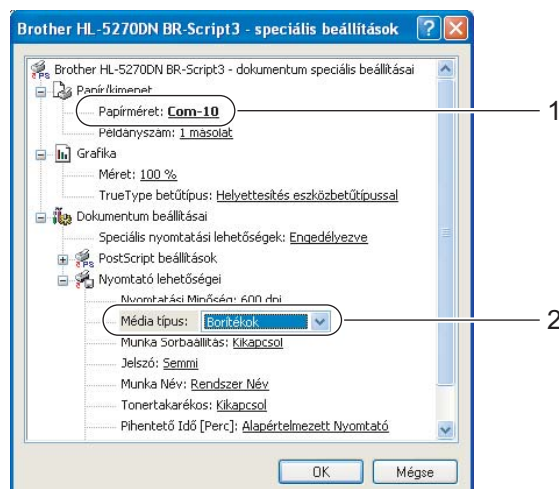 Brother HL-5270DN BR-Script3 - speciális beállítások
Brother HL-5270DN BR-Script3 - dokumentum speciális beállításai
Papír/kimenet
Papírméret: Com-10
1
Példányszám: 1 másolat
Grafika
Méret: 100 %
TrueType betűtípus: Helyettesítés eszközbetűtípussal
Dokumentum beállításai
Speciális nyomtatási lehetőségek: Engedélyezve
PostScript beállítások
Nyomtató lehetőségei
Nyomtatási Minőség: 600 dpi
Média típus: Borítékok
2
Munka Sorbaállítás: Kikapcsol
Jelszó: Semmi
Munka Név: Rendszer Név
Tonertakarékos: Kikapcsol
Pihentető Idő [Perc]: Alapértelmezett Nyomtató
OK
Mégse